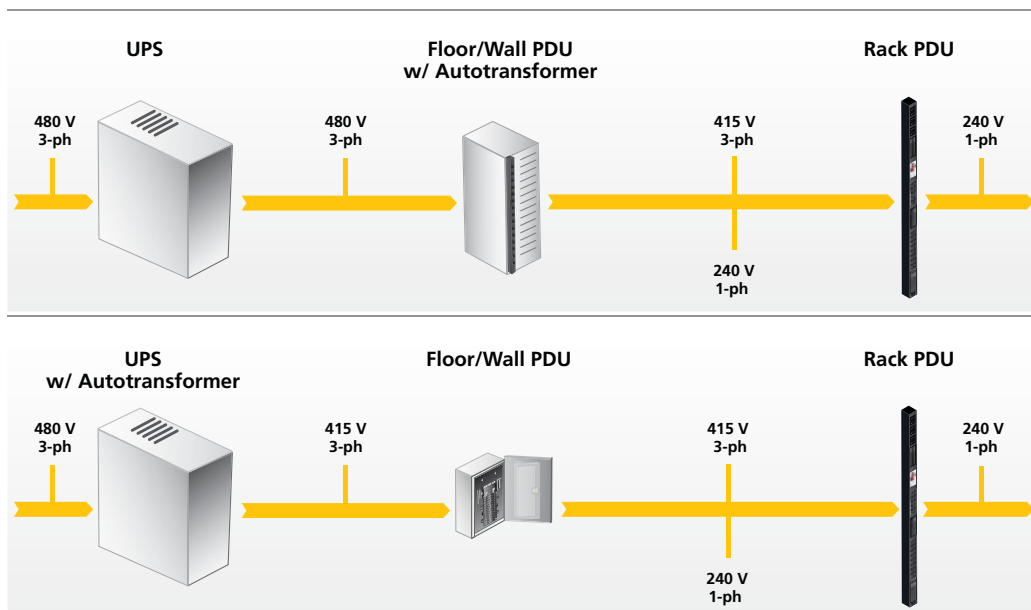 UPS
Floor/Wall PDU
w/ Autotransformer
Rack PDU
480 V
3-ph
480 V
3-ph
415 V
3-ph
240 V
1-ph
240 V
1-ph
UPS
w/ Autotransformer
Floor/Wall PDU
Rack PDU
480 V
3-ph
415 V
3-ph
415 V
3-ph
240 V
1-ph
240 V
1-ph